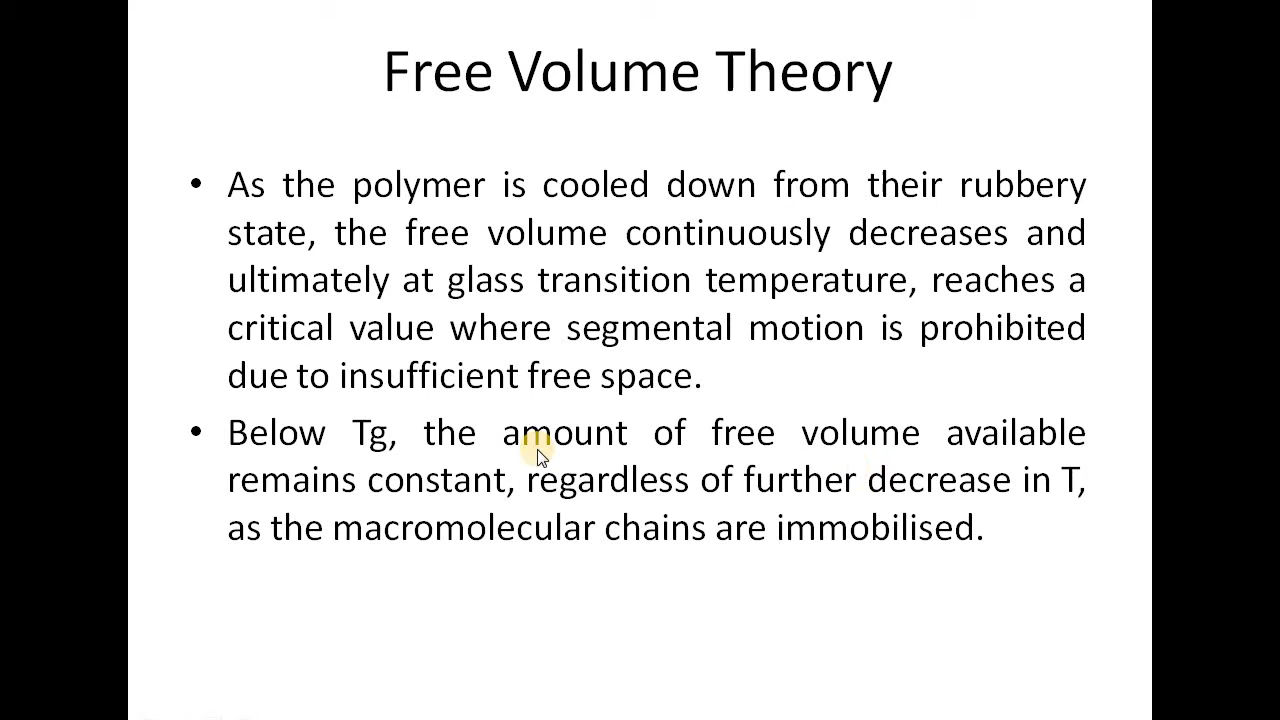 Free Volume Theory
• As the polymer is cooled down from their rubbery
state, the free volume continuously decreases and
ultimately at glass transition temperature, reaches a
critical value where segmental motion is prohibited
due to insufficient free space.
• Below Tg, the amount of free volume available
remains constant, regardless of further decrease in T,
as the macromolecular chains are immobilised.